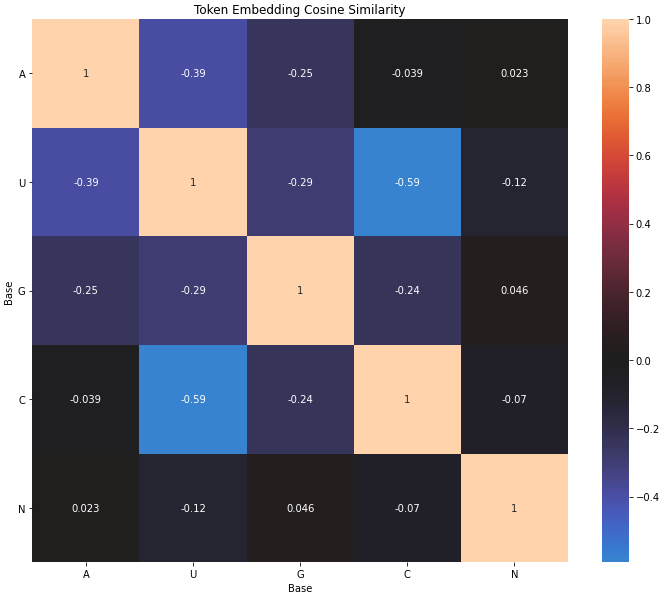 Token Embedding Cosine Similarity
A 1 -0.39 -0.25 -0.039 0.023
U -0.39 1 -0.29 -0.59 -0.12
G -0.25 -0.29 1 -0.24 0.046
C -0.039 -0.59 -0.24 1 -0.07
N 0.023 -0.12 0.046 -0.07 1
A U G C N
Base
Base
1.0
0.8
0.6
0.4
0.2
0.0
−0.2
−0.4